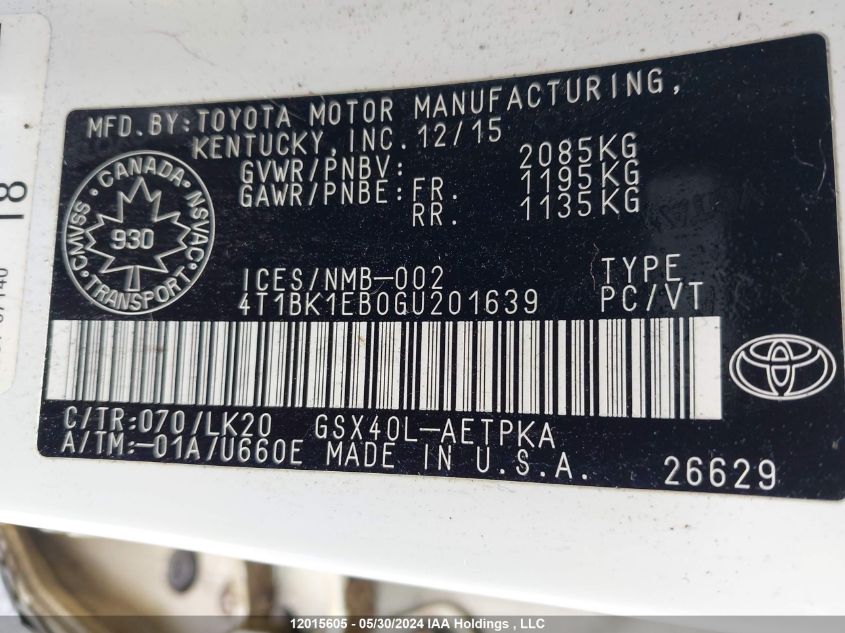 MFD.BY:TOYOTA MOTOR MANUFACTURING,
KENTUCKY, INC. 12/15
GVWR/PNBV: 2085KG
GAWR/PNBE: FR. 1195KG
RR. 1135KG
CANADA
CMVSS NSVAC
930
TRANSPORT
ICES/NMB-002 TYPE
4T1BK1EB0GU201639 PC/VT
C/TR:070/LK20 GSX40L-AETPKA
A/TM:-01A/U660E MADE IN U.S.A. 26629
18
12015605 - 05/30/2024 IAA Holdings , LLC